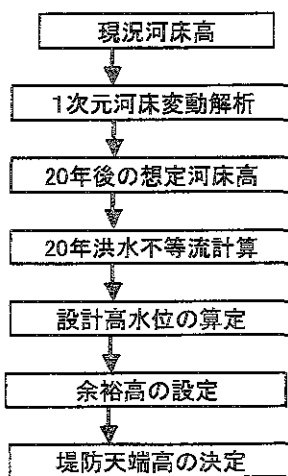 現況河床高
1次元河床変動解析
20年後の想定河床高
20年洪水不等流計算
設計高水位の算定
余裕高の設定
堤防天端高の決定